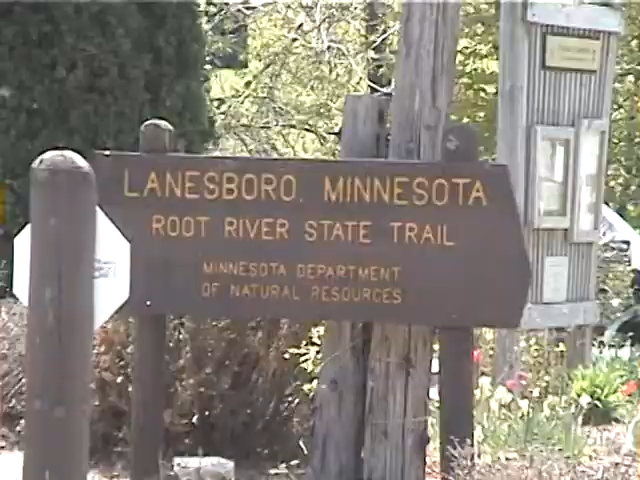 LANESBORO, MINNESOTA
ROOT RIVER STATE TRAIL
MINNESOTA DEPARTMENT
OF NATURAL RESOURCES